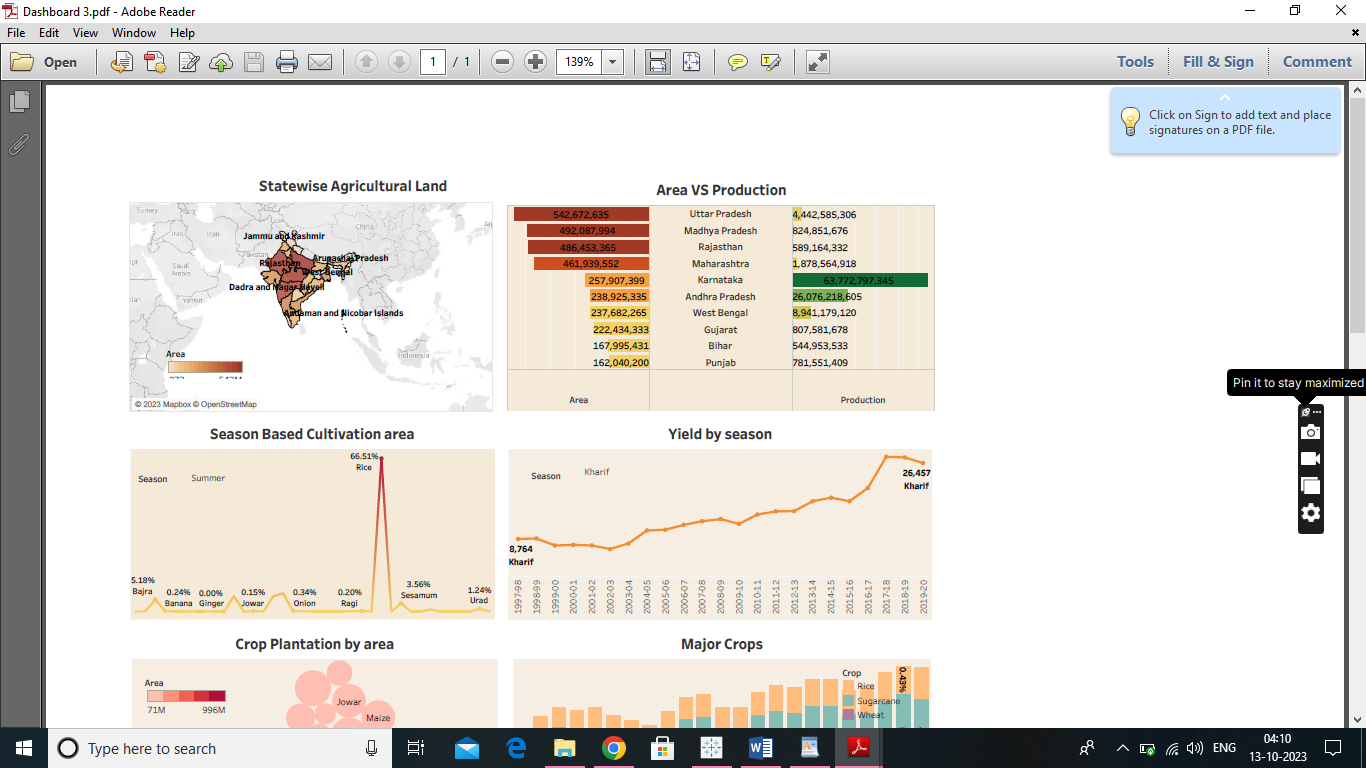 Dashboard 3.pdf - Adobe Reader
File Edit View Window Help
Open 1 / 1 139% Tools Fill & Sign Comment
Click on Sign to add text and place
signatures on a PDF file.
Statewise Agricultural Land
Turkey
Iraq
Iran
China
Pakistan
Saudi
Arabia
Yemen
Indonesia
Jammu and Kashmir
Arunachal Pradesh
Rajasthan
West Bengal
Dadra and Nagar Haveli
Andaman and Nicobar Islands
Area
© 2023 Mapbox © OpenStreetMap
Area VS Production
542,672,635 Uttar Pradesh 4,442,585,306
492,087,994 Madhya Pradesh 824,851,676
486,453,365 Rajasthan 589,164,332
461,939,552 Maharashtra 1,878,564,918
257,907,399 Karnataka 63,772,797,345
238,925,335 Andhra Pradesh 26,076,218,605
237,682,265 West Bengal 8,941,179,120
222,434,333 Gujarat 807,581,678
167,995,431 Bihar 544,953,533
162,040,200 Punjab 781,551,409
Area Production
Pin it to stay maximized
Season Based Cultivation area
Season Summer
66.51%
Rice
5.18%
Bajra
0.24%
Banana
0.00%
Ginger
0.15%
Jowar
0.34%
Onion
0.20%
Ragi
3.56%
Sesamum
1.24%
Urad
Yield by season
Season Kharif
26,457
Kharif
8,764
Kharif
1997-98
1998-99
1999-00
2000-01
2001-02
2002-03
2003-04
2004-05
2005-06
2006-07
2007-08
2008-09
2009-10
2010-11
2011-12
2012-13
2013-14
2014-15
2015-16
2016-17
2017-18
2018-19
2019-20
Crop Plantation by area
Area
71M 996M
Jowar
Maize
Major Crops
Crop
Rice
Sugarcane
Wheat
0.43%
Type here to search
ENG
04:10
13-10-2023